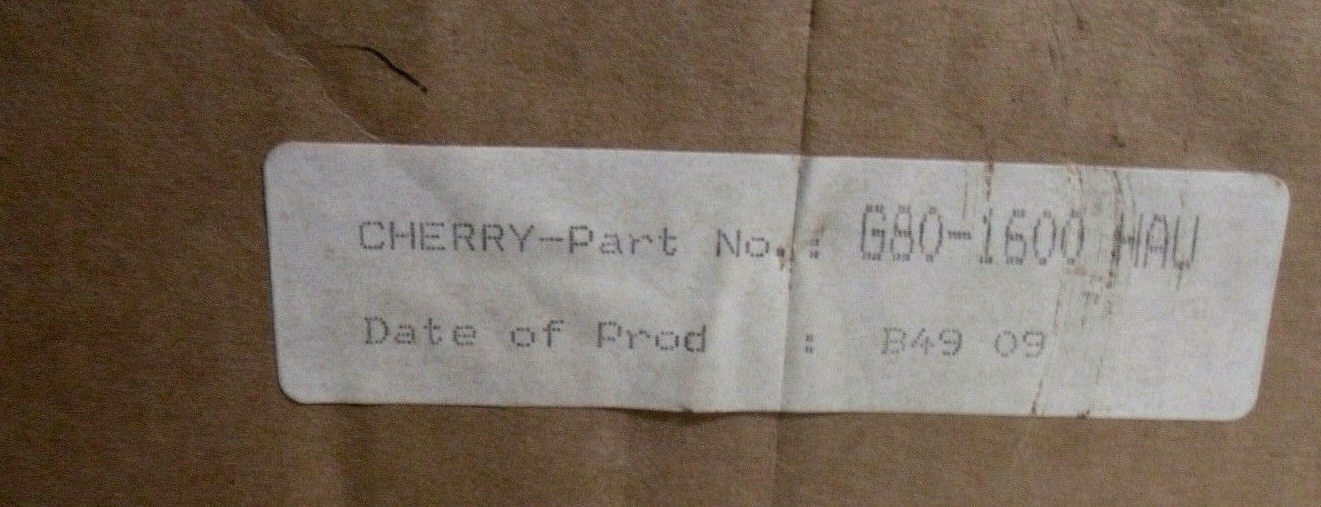 CHERRY-Part No.: G80-1600 HAU
Date of Prod : B49 09